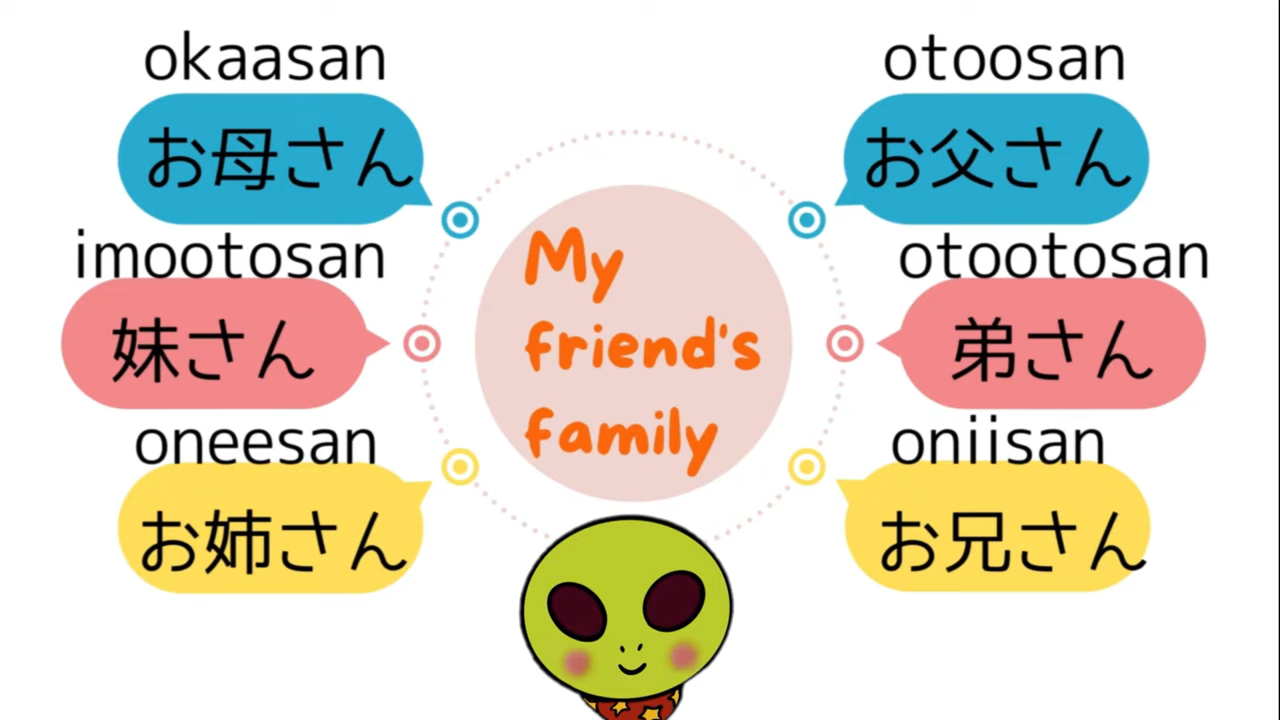 okaasan
お母さん
imootosan
妹さん
oneesan
お姉さん
My
friend's
family
otoosan
お父さん
otootosan
弟さん
oniisan
お兄さん